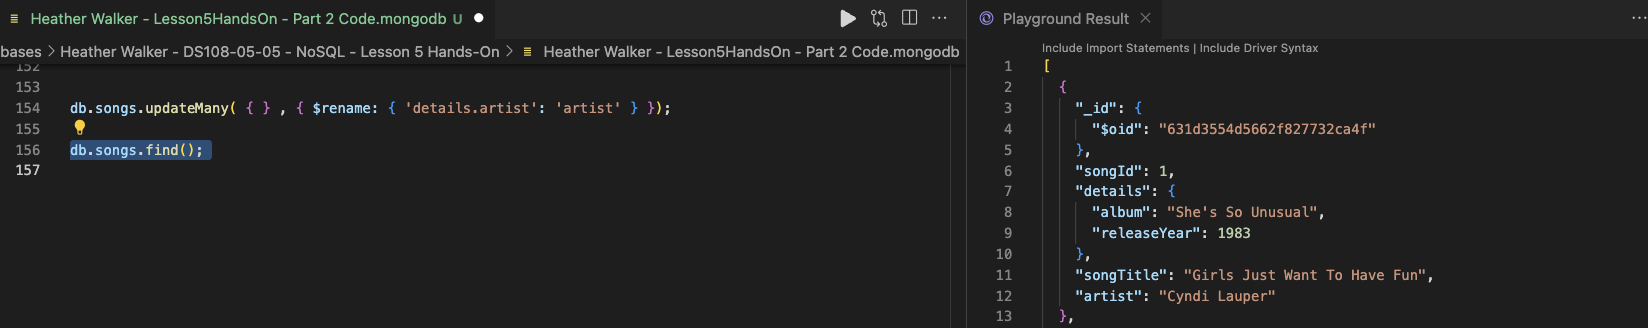 Heather Walker - Lesson5HandsOn - Part 2 Code.mongodb U
bases > Heather Walker - DS108-05-05 - NoSQL - Lesson 5 Hands-On > Heather Walker - Lesson5HandsOn - Part 2 Code.mongodb
152
153
154 db.songs.updateMany( { } , { $rename: { 'details.artist': 'artist' } });
155
156 db.songs.find();
157
Playground Result
Include Import Statements | Include Driver Syntax
1 [
2 {
3 "_id": {
4 "$oid": "631d3554d5662f827732ca4f"
5 },
6 "songId": 1,
7 "details": {
8 "album": "She's So Unusual",
9 "releaseYear": 1983
10 },
11 "songTitle": "Girls Just Want To Have Fun",
12 "artist": "Cyndi Lauper"
13 },